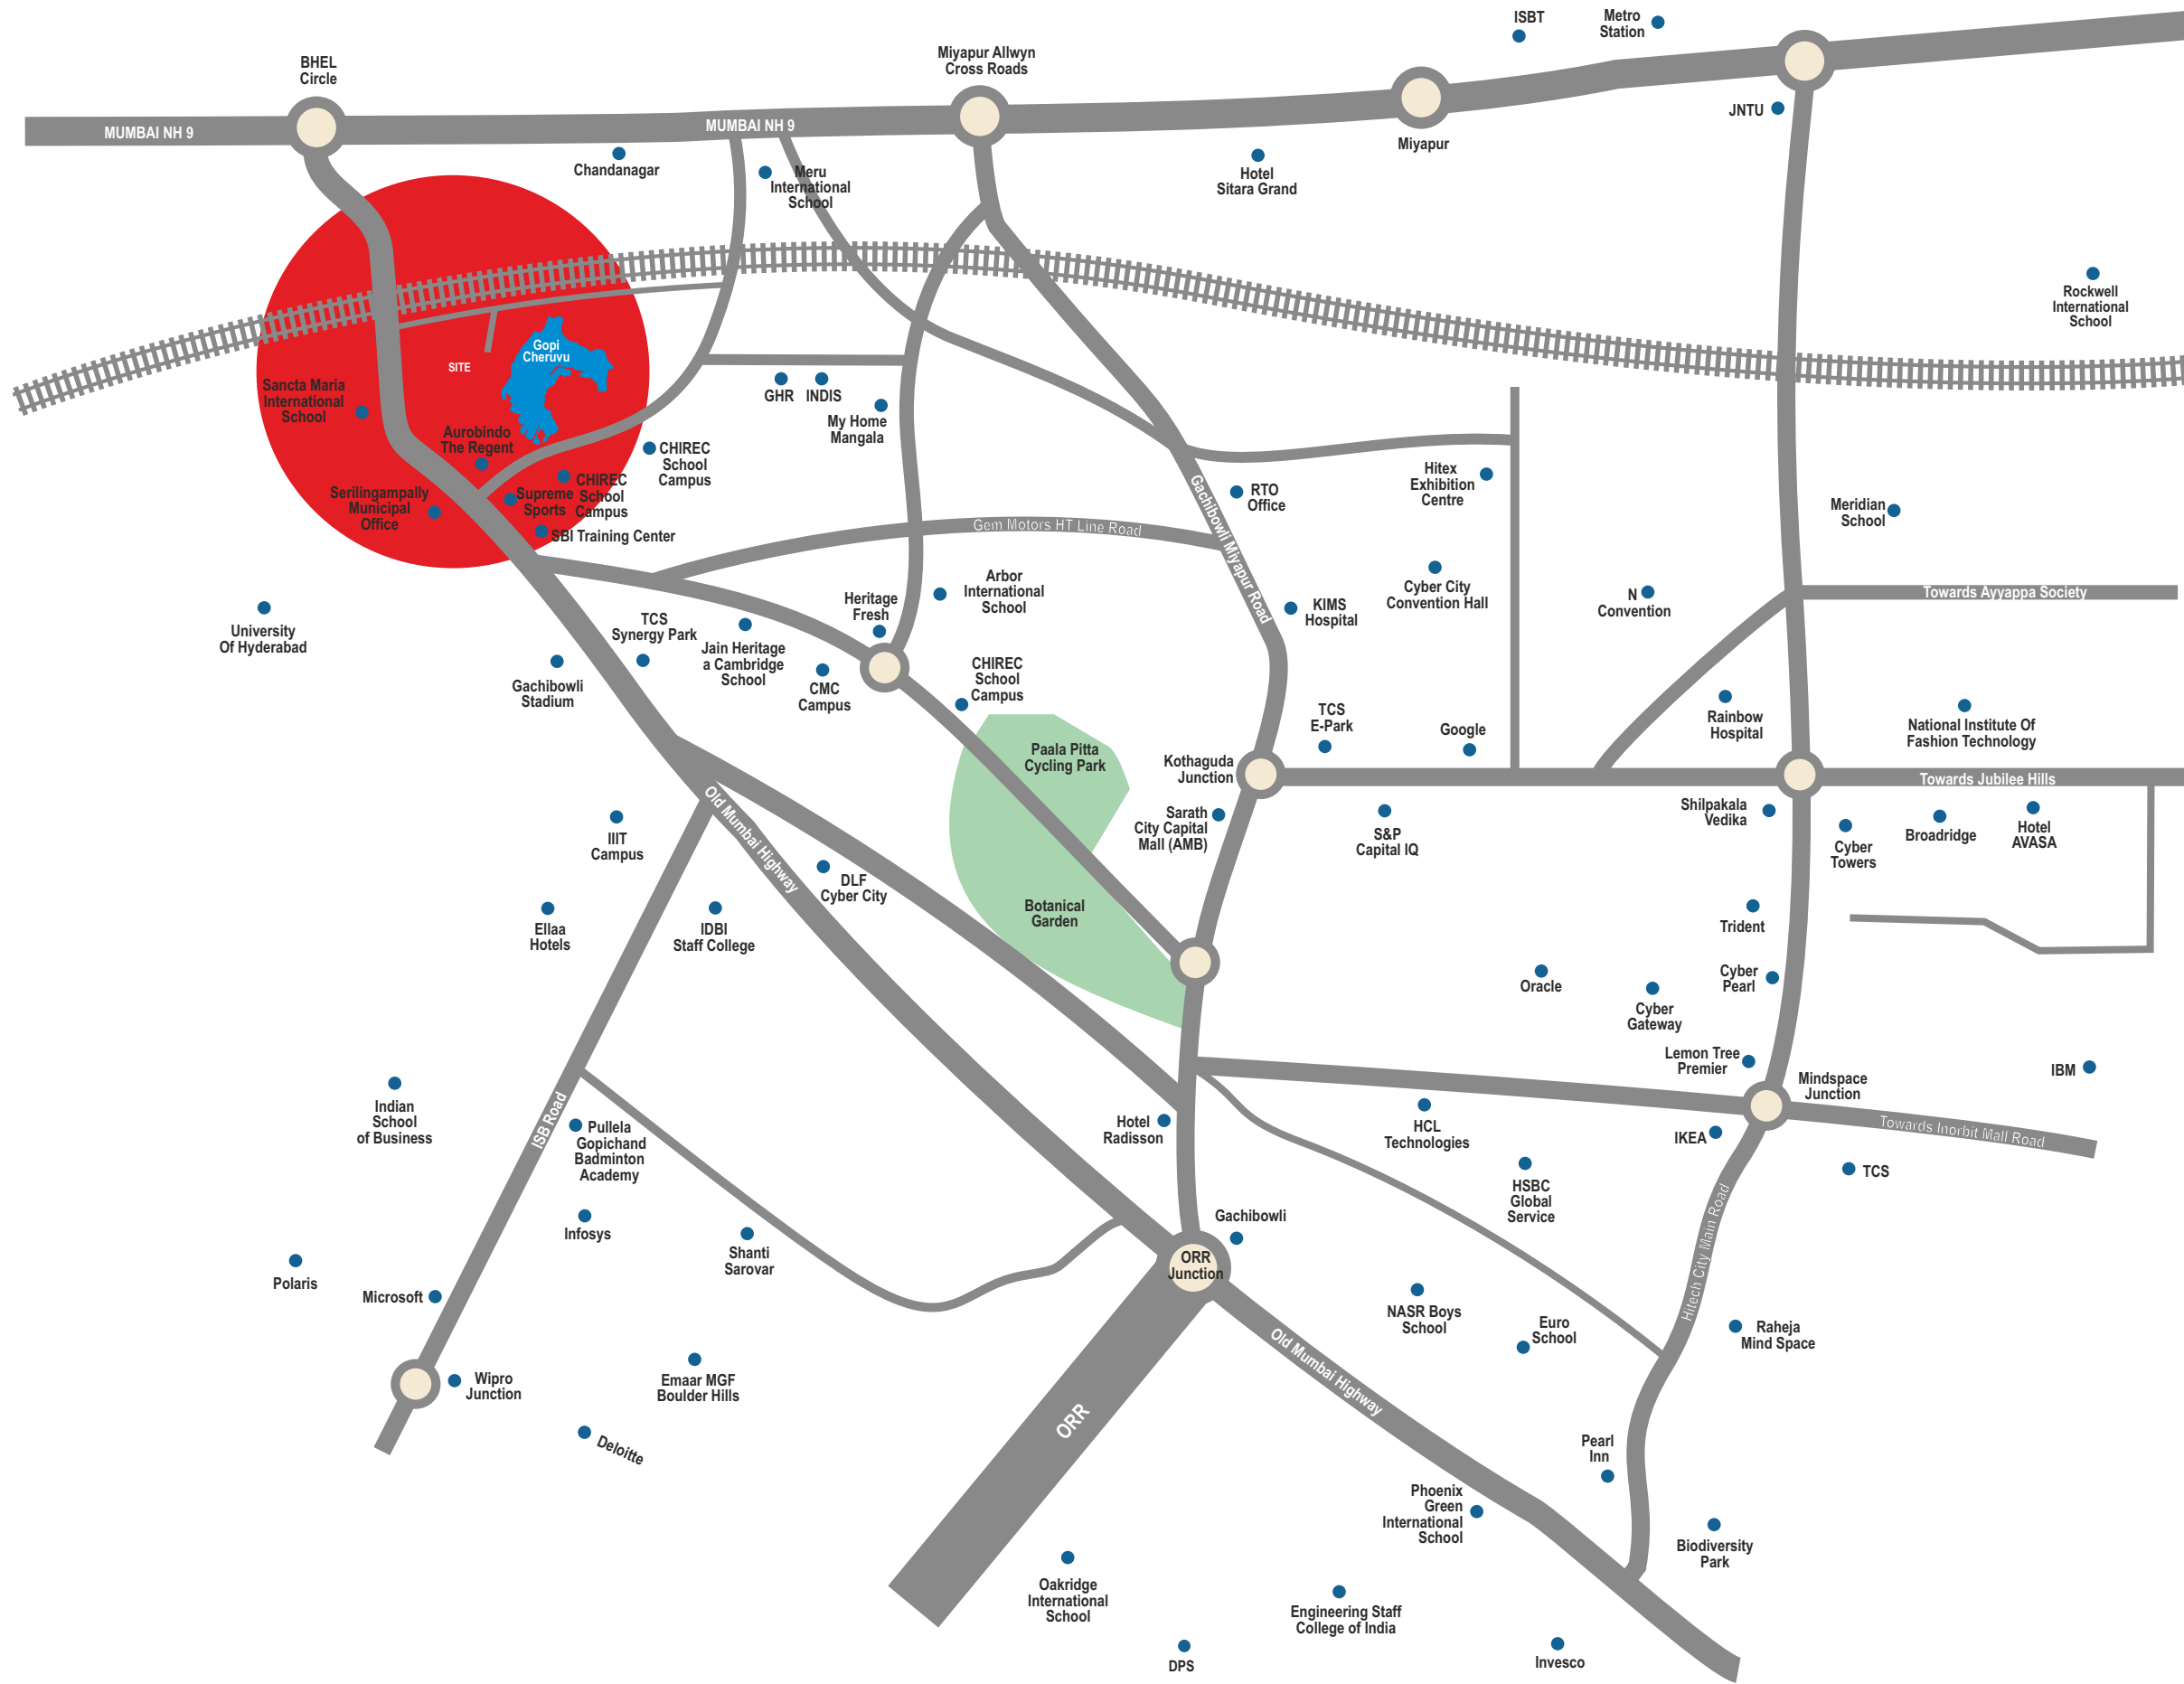 ISBT
Metro
Station
BHEL
Circle
Miyapur Allwyn
Cross Roads
MUMBAI NH 9
MUMBAI NH 9
JNTU
Miyapur
Chandanagar
Meru
International
School
Hotel
Sitara Grand
Rockwell
International
School
Gopi
Cheruvu
SITE
Sancta Maria
International
School
GHR
INDIS
My Home
Mangala
Aurobindo
The Regent
CHIREC
School
Campus
Serilingampally
Municipal
Office
Supreme
Sports
CHIREC
School
Campus
SBI Training Center
RTO
Office
Hitex
Exhibition
Centre
Meridian
School
Gem Motors HT Line Road
Gachibowli Miyapur Road
Arbor
International
School
Heritage
Fresh
KIMS
Hospital
Cyber City
Convention Hall
N
Convention
Towards Ayyappa Society
University
Of Hyderabad
TCS
Synergy Park
Jain Heritage
a Cambridge
School
Gachibowli
Stadium
CMC
Campus
CHIREC
School
Campus
TCS
E-Park
Google
Rainbow
Hospital
National Institute Of
Fashion Technology
Paala Pitta
Cycling Park
Kothaguda
Junction
Towards Jubilee Hills
Sarath
City Capital
Mall (AMB)
S&P
Capital IQ
Shilpakala
Vedika
Cyber
Towers
Broadridge
Hotel
AVASA
Old Mumbai Highway
IIIT
Campus
DLF
Cyber City
Ellaa
Hotels
IDBI
Staff College
Botanical
Garden
Trident
Oracle
Cyber
Gateway
Cyber
Pearl
Lemon Tree
Premier
Mindspace
Junction
IBM
Indian
School
of Business
ISB Road
Pullela
Gopichand
Badminton
Academy
Hotel
Radisson
HCL
Technologies
IKEA
Towards Inorbit Mall Road
TCS
HSBC
Global
Service
Infosys
Shanti
Sarovar
Gachibowli
ORR
Junction
Hitech City Main Road
Polaris
Microsoft
NASR Boys
School
Euro
School
Raheja
Mind Space
Wipro
Junction
Emaar MGF
Boulder Hills
Old Mumbai Highway
ORR
Deloitte
Pearl
Inn
Phoenix
Green
International
School
Biodiversity
Park
Oakridge
International
School
Engineering Staff
College of India
DPS
Invesco